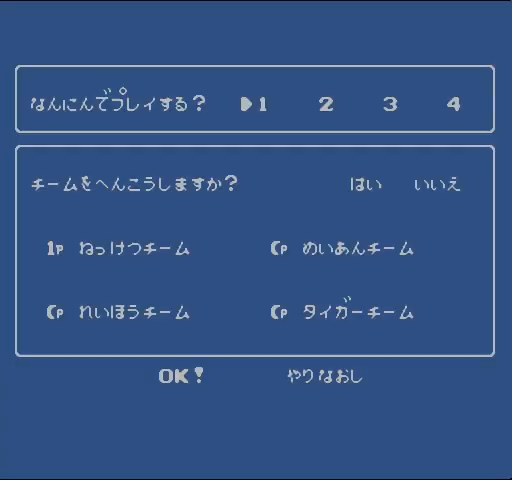 なんにんでプレイする? ▶1 2 3 4
チームをへんこうしますか? はい いいえ
1P ねっけつチーム CP めいあんチーム
CP れいほうチーム CP タイガーチーム
OK! やりなおし